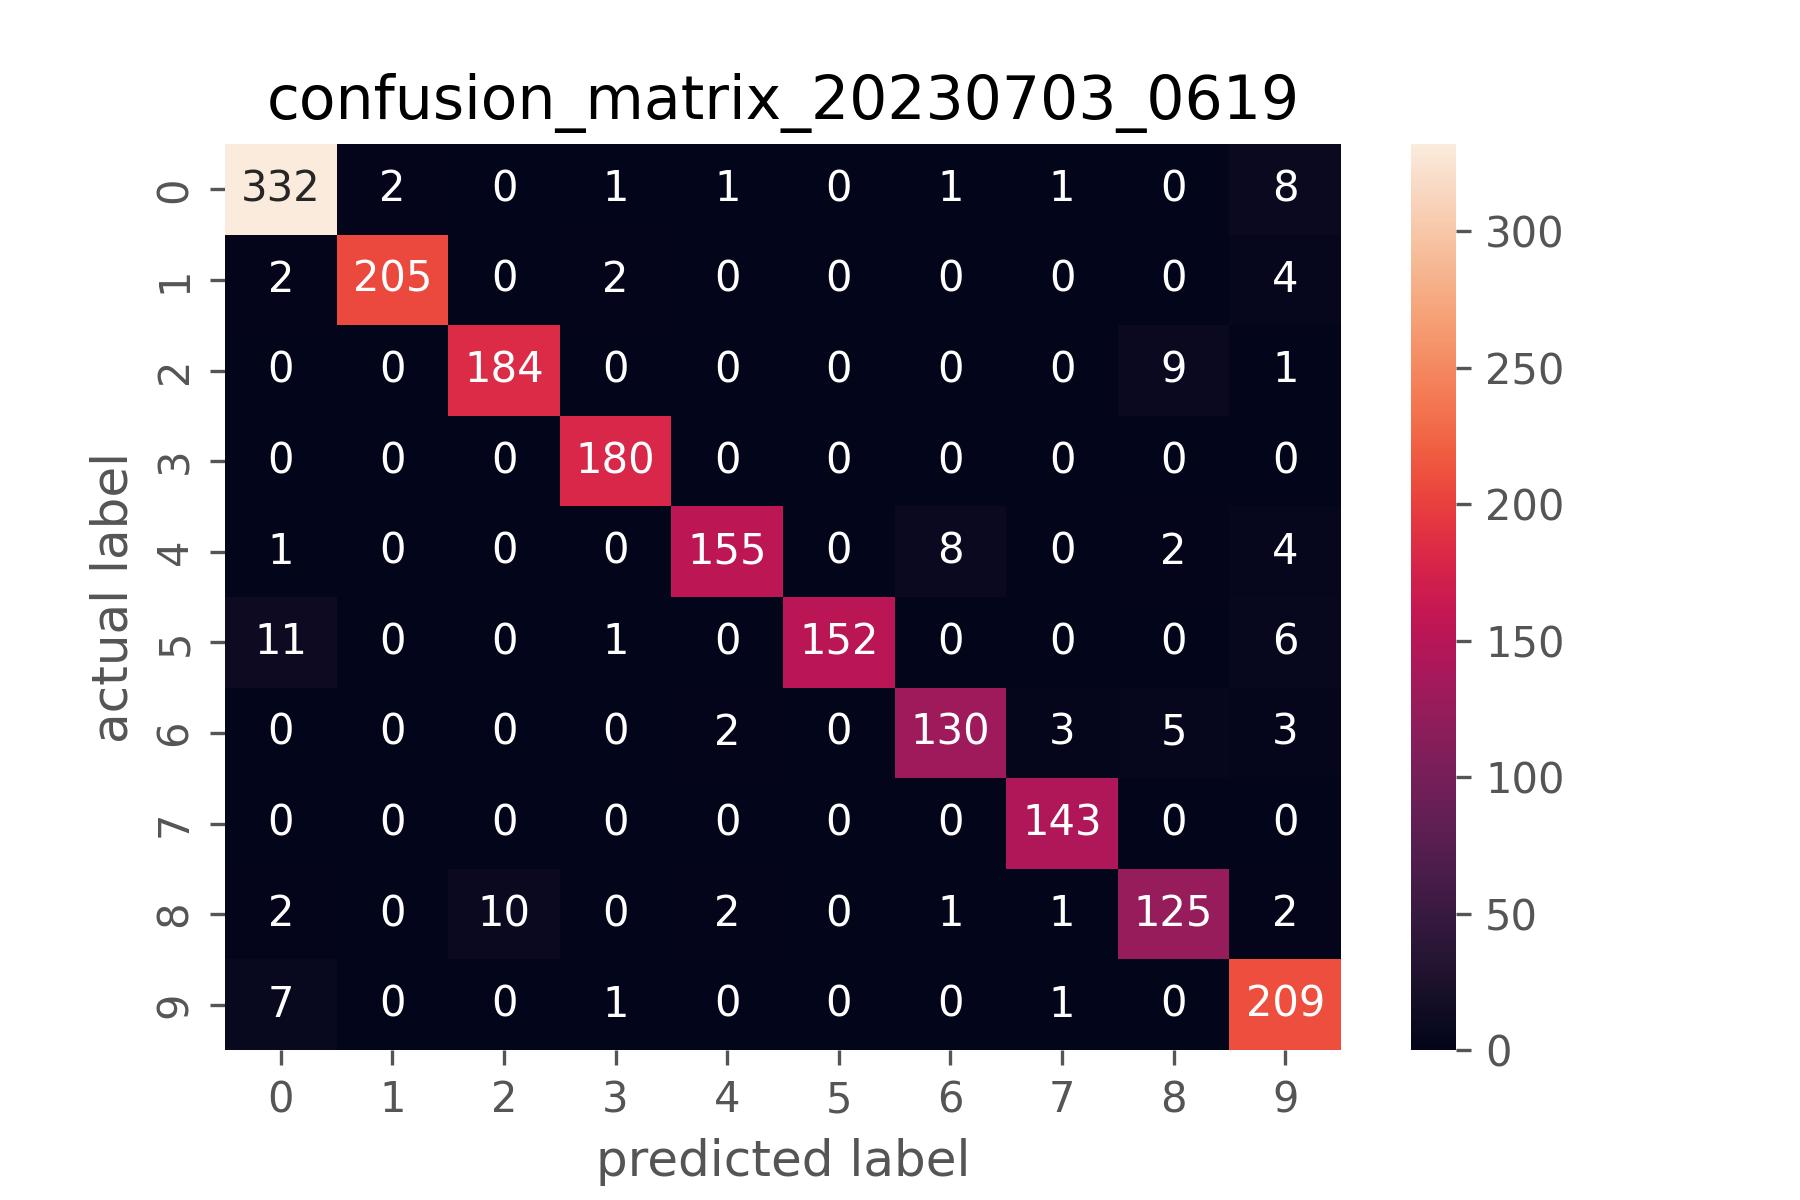 confusion_matrix_20230703_0619
actual label
0 332 2 0 1 1 0 1 1 0 8
1 2 205 0 2 0 0 0 0 0 4
2 0 0 184 0 0 0 0 0 9 1
3 0 0 0 180 0 0 0 0 0 0
4 1 0 0 0 155 0 8 0 2 4
5 11 0 0 1 0 152 0 0 0 6
6 0 0 0 0 2 0 130 3 5 3
7 0 0 0 0 0 0 0 143 0 0
8 2 0 10 0 2 0 1 1 125 2
9 7 0 0 1 0 0 0 1 0 209
0 1 2 3 4 5 6 7 8 9
predicted label
300
250
200
150
100
50
0